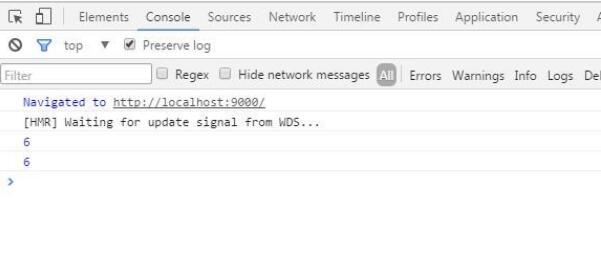 Elements Console Sources Network Timeline Profiles Application Security
top ▼ Preserve log
Filter Regex Hide network messages All Errors Warnings Info Logs
Navigated to http://localhost:9000/
[HMR] Waiting for update signal from WDS...
6
6
>